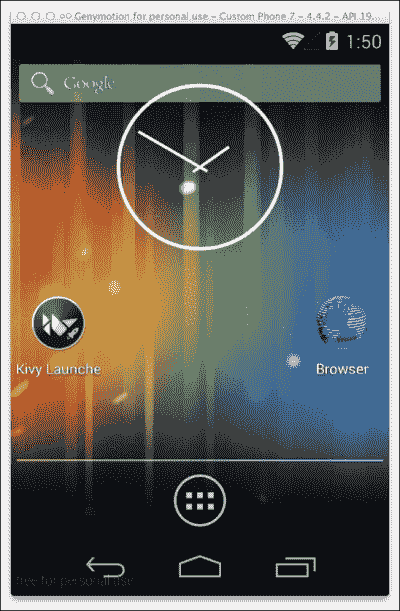 Genymotion for personal use - Custom Phone 7 - 4.4.2 - API 19...
1:50
Google
Kivy Launche
Browser
free for personal use